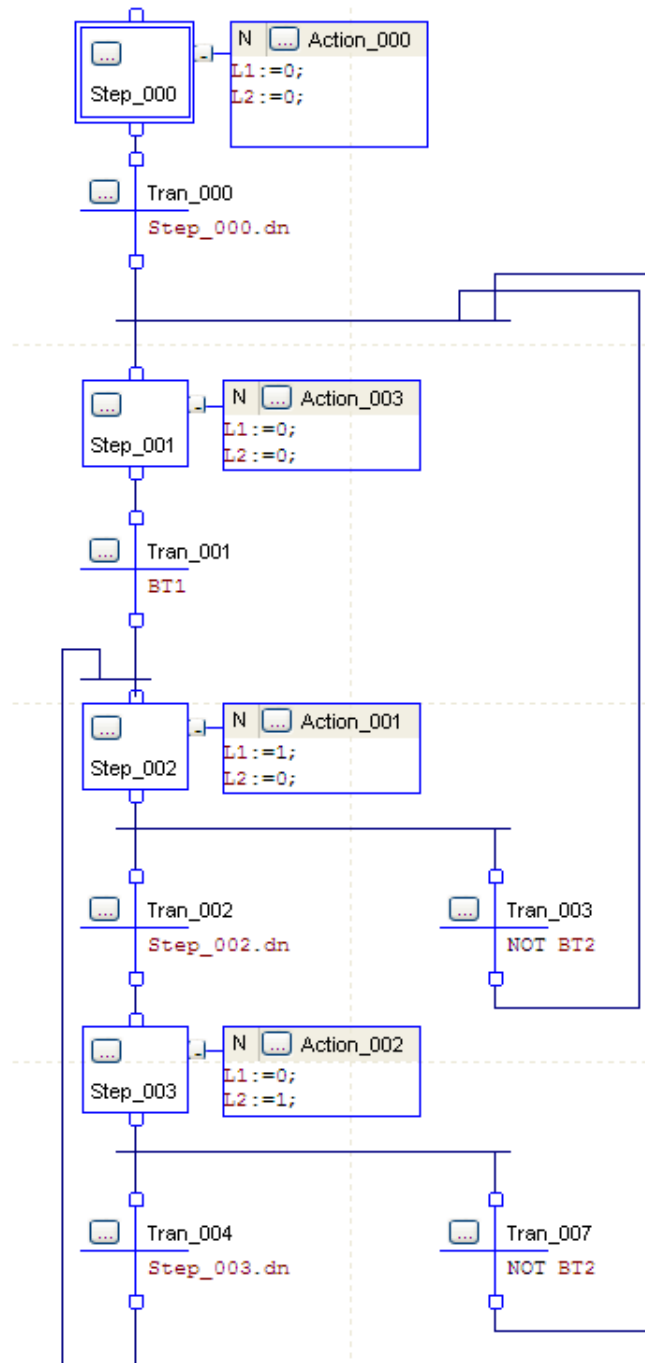 N ... Action_000
...
L1:=0;
Step_000
L2:=0;
... Tran_000
Step_000.dn
N ... Action_003
...
L1:=0;
Step_001
L2:=0;
... Tran_001
BT1
N ... Action_001
...
L1:=1;
Step_002
L2:=0;
... Tran_002
Step_002.dn
... Tran_003
NOT BT2
N ... Action_002
...
L1:=0;
Step_003
L2:=1;
... Tran_004
Step_003.dn
... Tran_007
NOT BT2